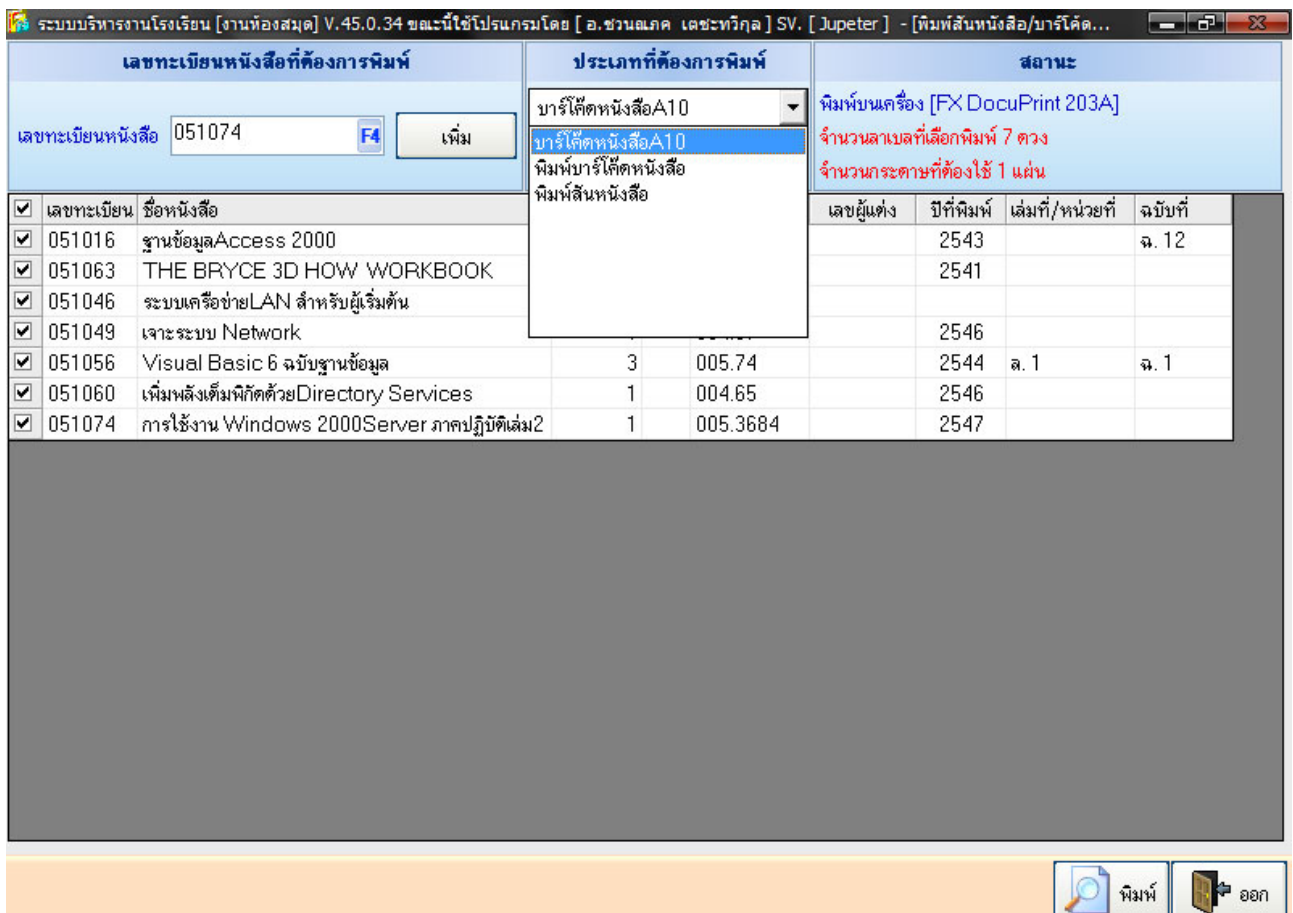 ระบบบริหารงานโรงเรียน [งานห้องสมุด] V.45.0.34 ขณะนี้ใช้โปรแกรมโดย [ อ.ชวนณภค เตชะทวีกุล ] SV. [ Jupeter ] - [พิมพ์สันหนังสือ/บาร์โค้ด...
เลขทะเบียนหนังสือที่ต้องการพิมพ์ ประเภทที่ต้องการพิมพ์ สถานะ
เลขทะเบียนหนังสือ 051074 F4 เพิ่ม
บาร์โค๊ตหนังสือA10
บาร์โค๊ตหนังสือA10
พิมพ์บาร์โค๊ตหนังสือ
พิมพ์สันหนังสือ
พิมพ์บนเครื่อง [FX DocuPrint 203A]
จำนวนลาเบลที่เลือกพิมพ์ 7 ดวง
จำนวนกระดาษที่ต้องใช้ 1 แผ่น
เลขทะเบียน ชื่อหนังสือ เลขผู้แต่ง ปีที่พิมพ์ เล่มที่/หน่วยที่ ฉบับที่
051016 ฐานข้อมูลAccess 2000 2543 ฉ. 12
051063 THE BRYCE 3D HOW WORKBOOK 2541
051046 ระบบเครือข่ายLAN สำหรับผู้เริ่มต้น
051049 เจาะระบบ Network 2546
051056 Visual Basic 6 ฉบับฐานข้อมูล 3 005.74 2544 ล. 1 ฉ. 1
051060 เพิ่มพลังเต็มพิกัดด้วยDirectory Services 1 004.65 2546
051074 การใช้งาน Windows 2000Server ภาคปฏิบัติเล่ม2 1 005.3684 2547
พิมพ์ ออก